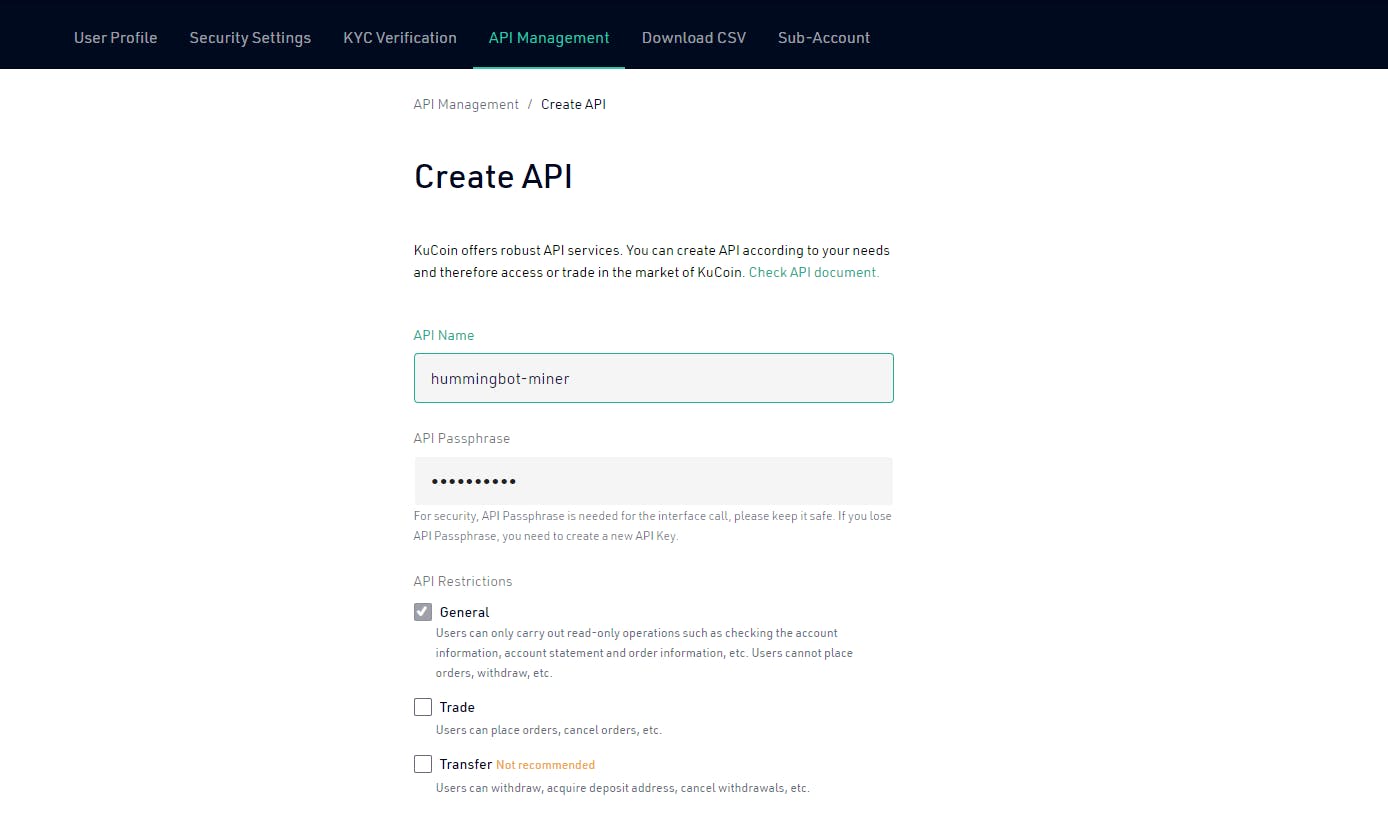 User Profile Security Settings KYC Verification API Management Download CSV Sub-Account
API Management / Create API
Create API
KuCoin offers robust API services. You can create API according to your needs
and therefore access or trade in the market of KuCoin. Check API document.
API Name
hummingbot-miner
API Passphrase
••••••••••
For security, API Passphrase is needed for the interface call, please keep it safe. If you lose
API Passphrase, you need to create a new API Key.
API Restrictions
General
Users can only carry out read-only operations such as checking the account
information, account statement and order information, etc. Users cannot place
orders, withdraw, etc.
Trade
Users can place orders, cancel orders, etc.
Transfer Not recommended
Users can withdraw, acquire deposit address, cancel withdrawals, etc.